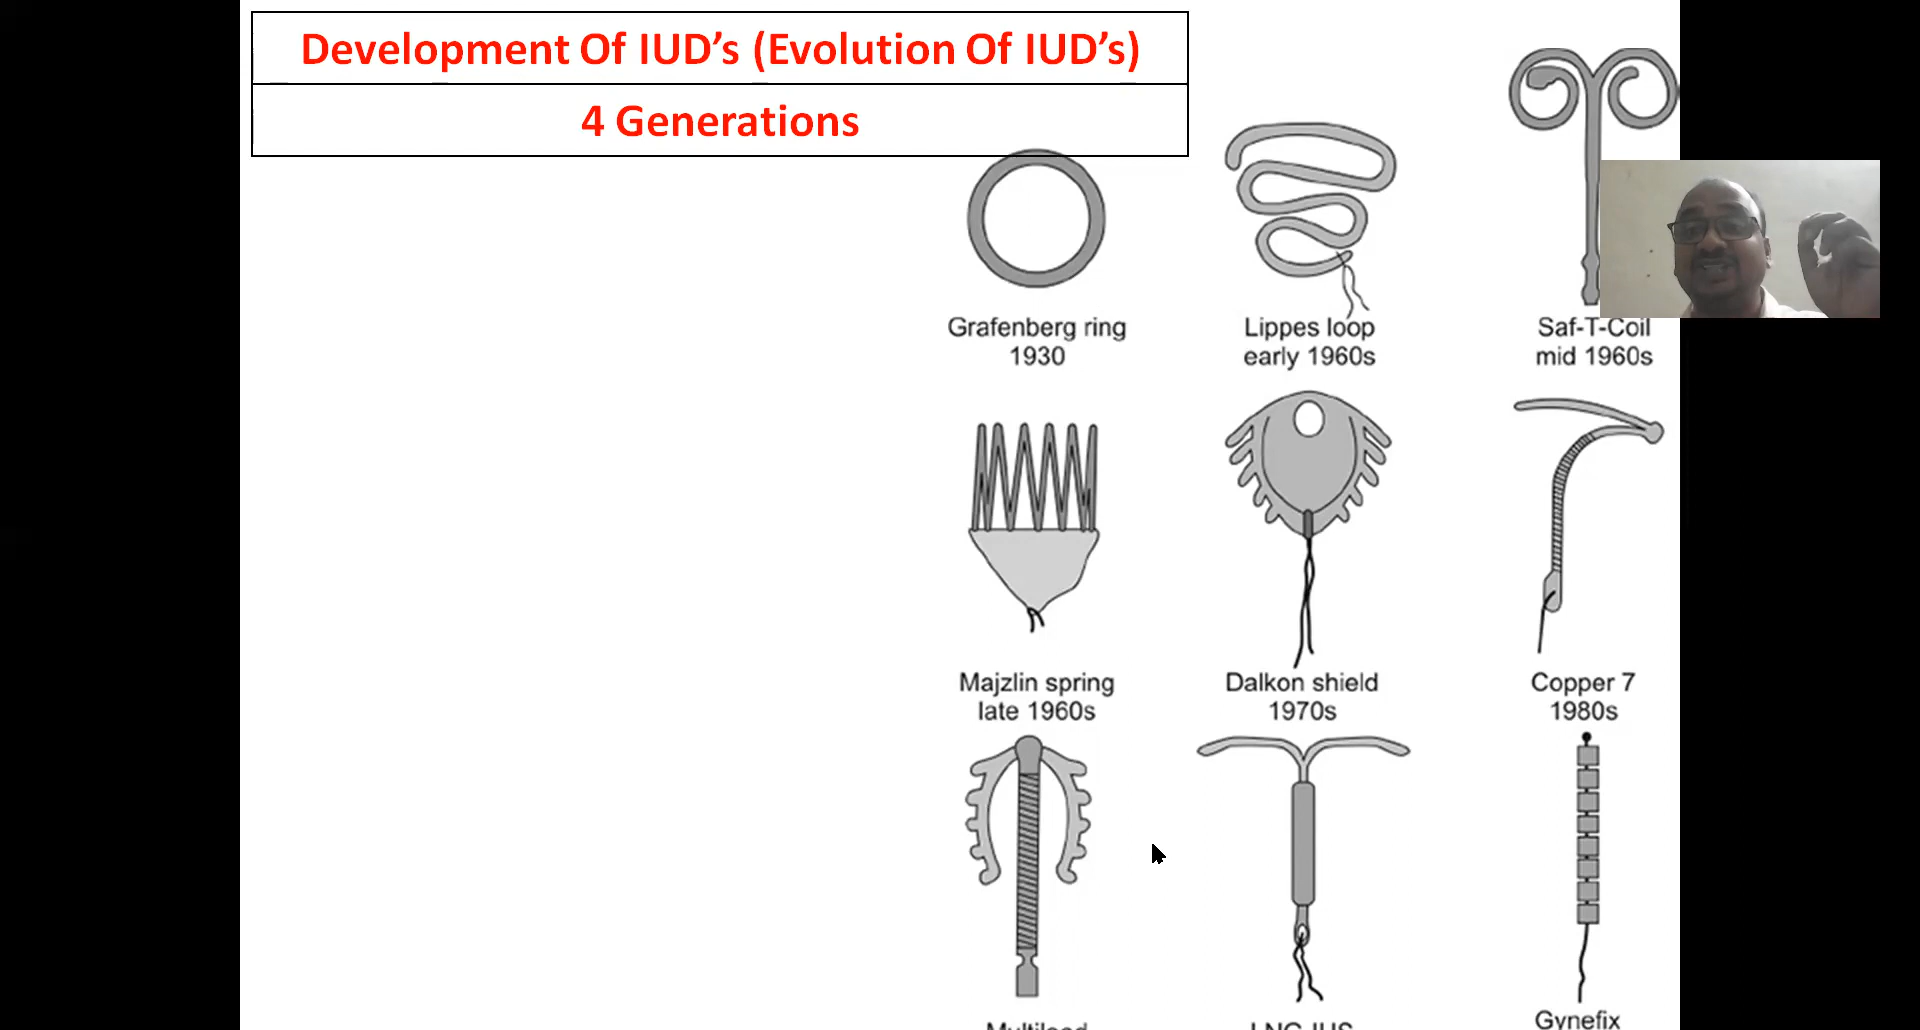 Development Of IUD’s (Evolution Of IUD’s)
4 Generations
Grafenberg ring
1930
Lippes loop
early 1960s
Saf-T-Coil
mid 1960s
Majzlin spring
late 1960s
Dalkon shield
1970s
Copper 7
1980s
Multiload
LNG-IUS
Gynefix